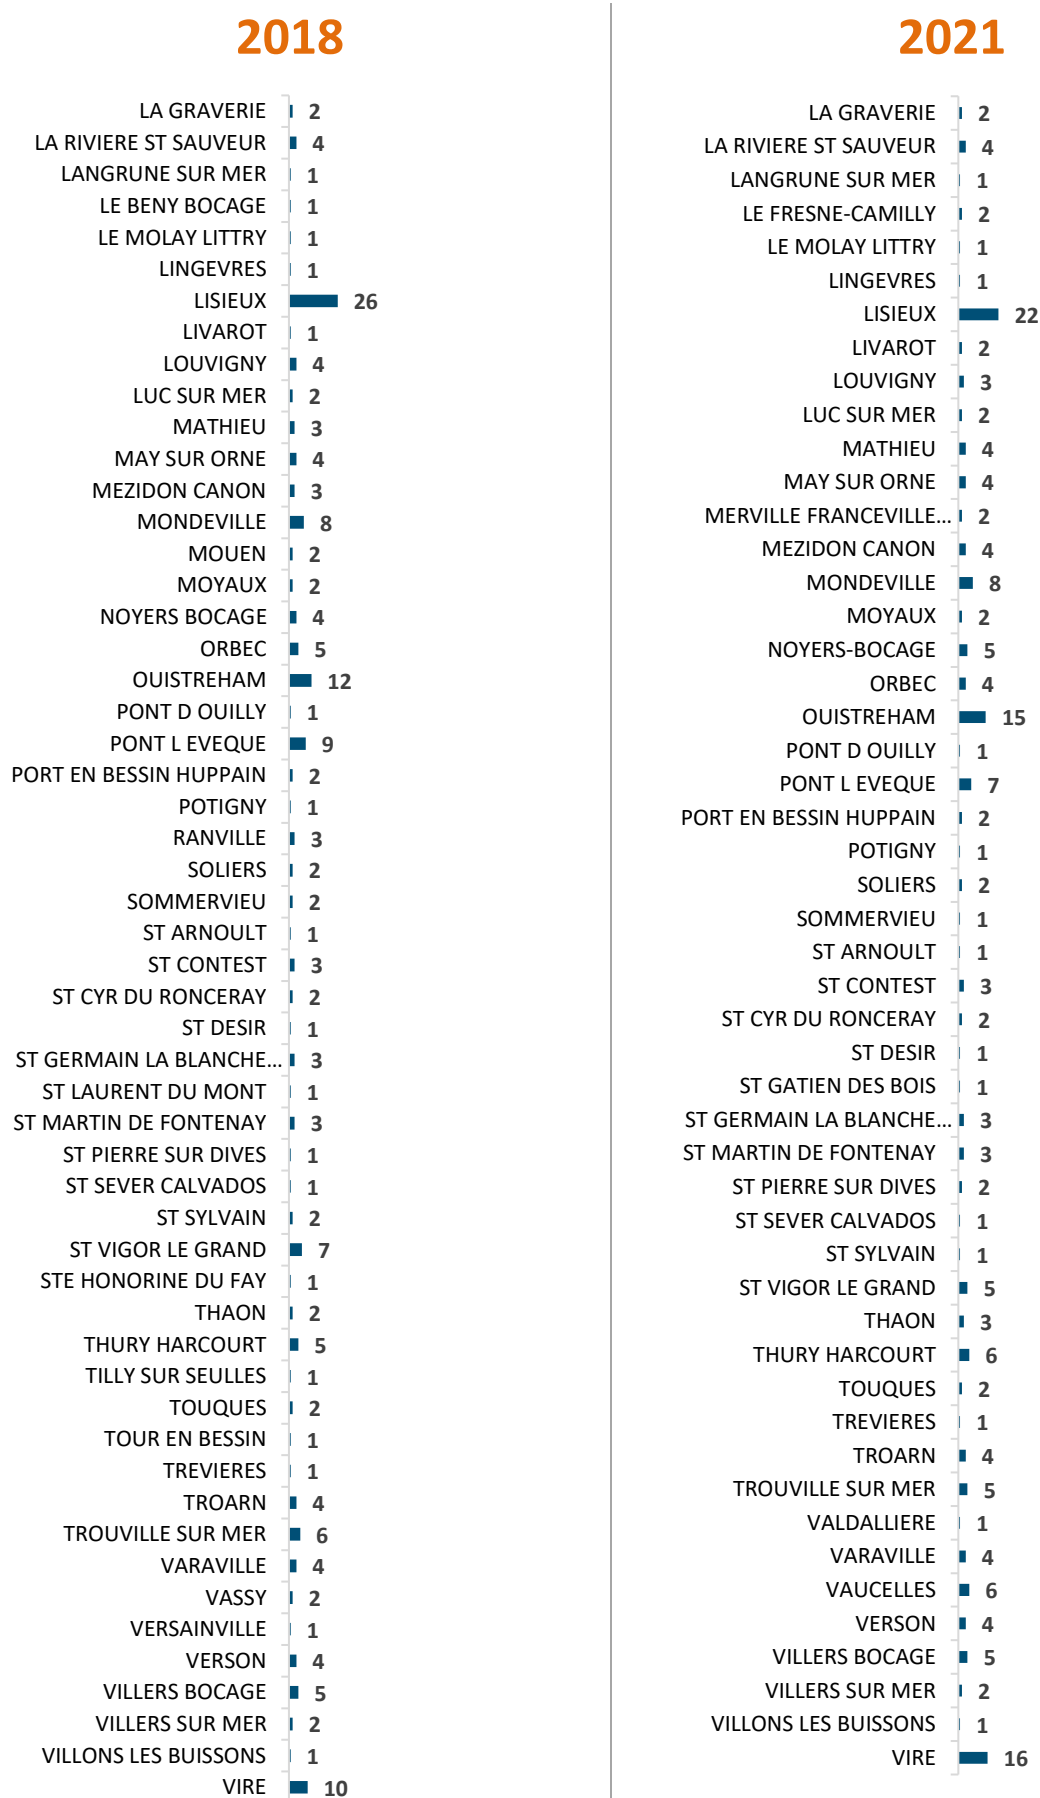 2018
LA GRAVERIE 2
LA RIVIERE ST SAUVEUR 4
LANGRUNE SUR MER 1
LE BENY BOCAGE 1
LE MOLAY LITTRY 1
LINGEVRES 1
LISIEUX 26
LIVAROT 1
LOUVIGNY 4
LUC SUR MER 2
MATHIEU 3
MAY SUR ORNE 4
MEZIDON CANON 3
MONDEVILLE 8
MOUEN 2
MOYAUX 2
NOYERS BOCAGE 4
ORBEC 5
OUISTREHAM 12
PONT D OUILLY 1
PONT L EVEQUE 9
PORT EN BESSIN HUPPAIN 2
POTIGNY 1
RANVILLE 3
SOLIERS 2
SOMMERVIEU 2
ST ARNOULT 1
ST CONTEST 3
ST CYR DU RONCERAY 2
ST DESIR 1
ST GERMAIN LA BLANCHE... 3
ST LAURENT DU MONT 1
ST MARTIN DE FONTENAY 3
ST PIERRE SUR DIVES 1
ST SEVER CALVADOS 1
ST SYLVAIN 2
ST VIGOR LE GRAND 7
STE HONORINE DU FAY 1
THAON 2
THURY HARCOURT 5
TILLY SUR SEULLES 1
TOUQUES 2
TOUR EN BESSIN 1
TREVIERES 1
TROARN 4
TROUVILLE SUR MER 6
VARAVILLE 4
VASSY 2
VERSAINVILLE 1
VERSON 4
VILLERS BOCAGE 5
VILLERS SUR MER 2
VILLONS LES BUISSONS 1
VIRE 10
2021
LA GRAVERIE 2
LA RIVIERE ST SAUVEUR 4
LANGRUNE SUR MER 1
LE FRESNE-CAMILLY 2
LE MOLAY LITTRY 1
LINGEVRES 1
LISIEUX 22
LIVAROT 2
LOUVIGNY 3
LUC SUR MER 2
MATHIEU 4
MAY SUR ORNE 4
MERVILLE FRANCEVILLE... 2
MEZIDON CANON 4
MONDEVILLE 8
MOYAUX 2
NOYERS-BOCAGE 5
ORBEC 4
OUISTREHAM 15
PONT D OUILLY 1
PONT L EVEQUE 7
PORT EN BESSIN HUPPAIN 2
POTIGNY 1
SOLIERS 2
SOMMERVIEU 1
ST ARNOULT 1
ST CONTEST 3
ST CYR DU RONCERAY 2
ST DESIR 1
ST GATIEN DES BOIS 1
ST GERMAIN LA BLANCHE... 3
ST MARTIN DE FONTENAY 3
ST PIERRE SUR DIVES 2
ST SEVER CALVADOS 1
ST SYLVAIN 1
ST VIGOR LE GRAND 5
THAON 3
THURY HARCOURT 6
TOUQUES 2
TREVIERES 1
TROARN 4
TROUVILLE SUR MER 5
VALDALLIERE 1
VARAVILLE 4
VAUCELLES 6
VERSON 4
VILLERS BOCAGE 5
VILLERS SUR MER 2
VILLONS LES BUISSONS 1
VIRE 16